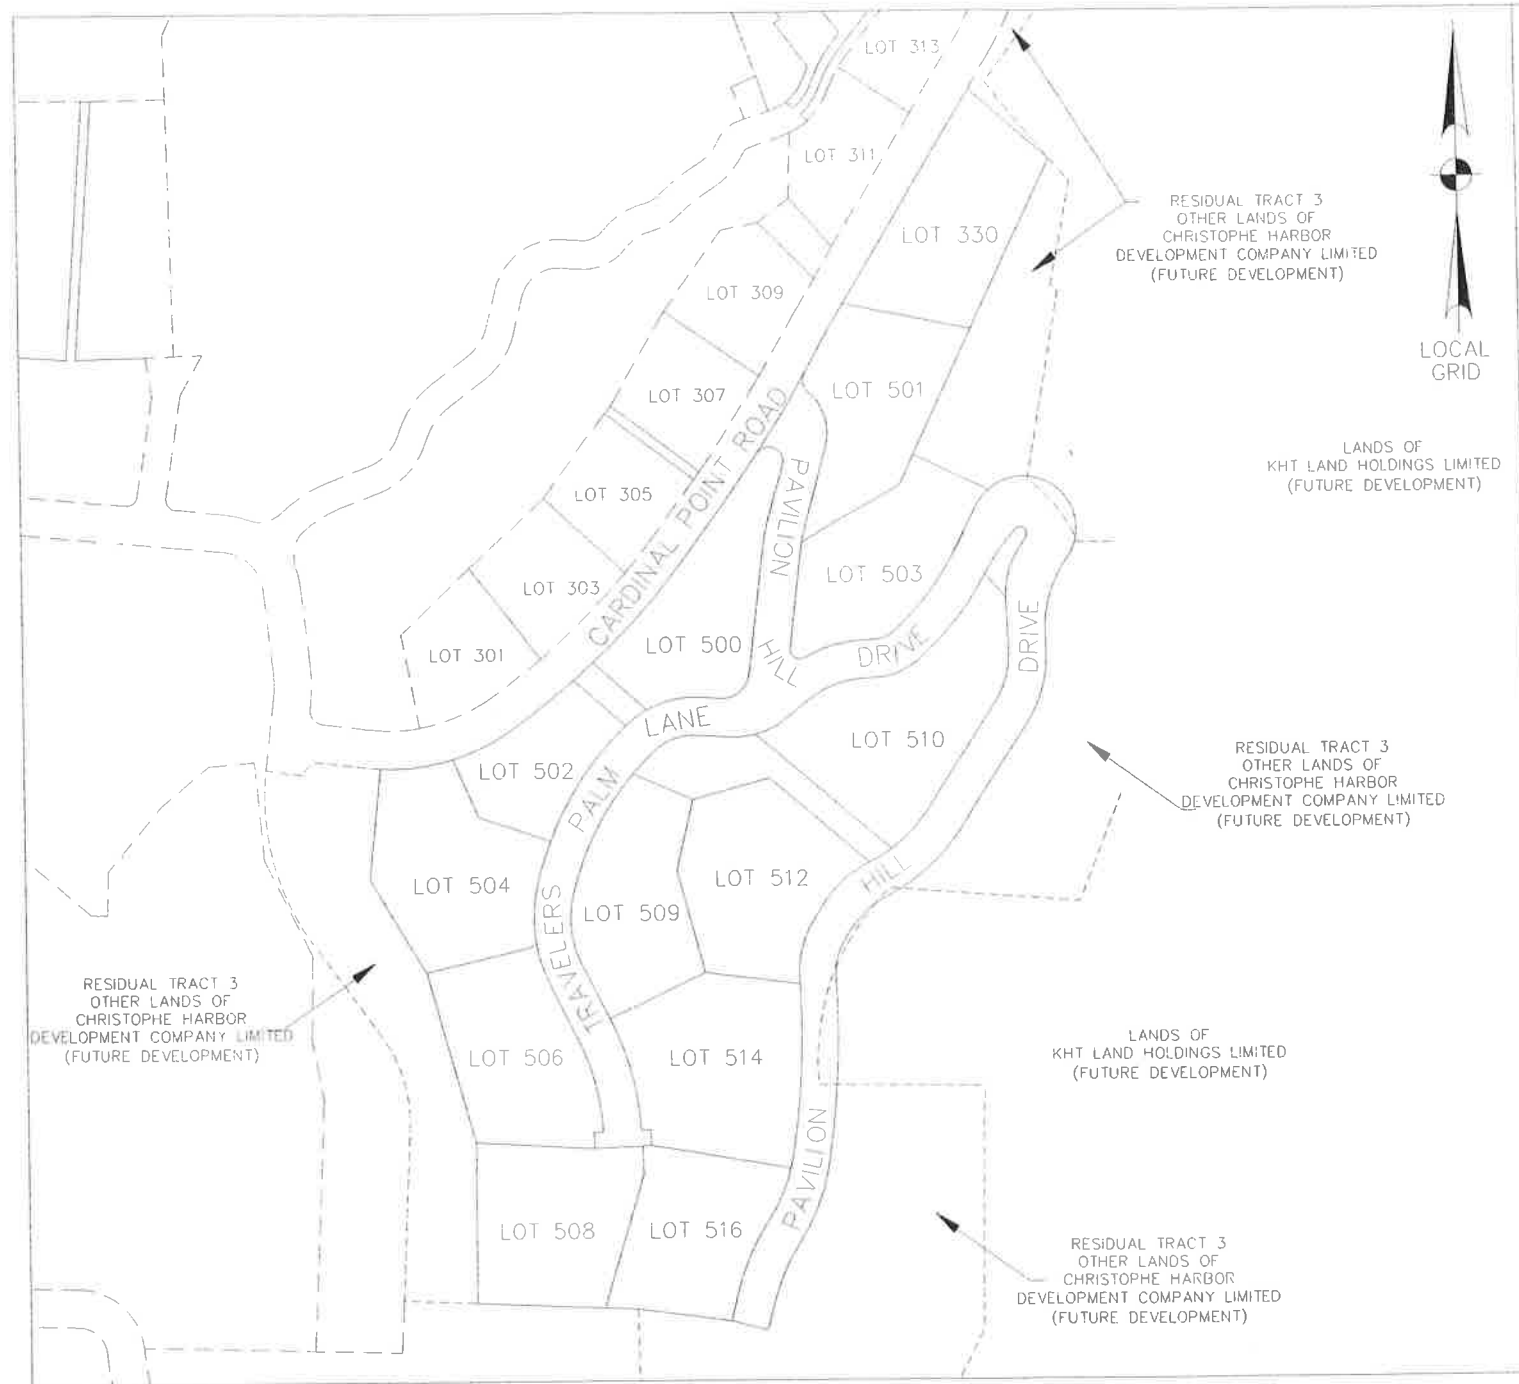 LOT 313
LOT 311
RESIDUAL TRACT 3
OTHER LANDS OF
CHRISTOPHE HARBOR
DEVELOPMENT COMPANY LIMITED
(FUTURE DEVELOPMENT)
LOT 330
LOT 309
LOCAL
GRID
LOT 307
LOT 501
CARDINAL POINT ROAD
LANDS OF
KHT LAND HOLDINGS LIMITED
(FUTURE DEVELOPMENT)
LOT 305
PAVILION
HILL
DRIVE
DRIVE
LOT 303
LOT 503
LOT 301
LOT 500
TRAVELERS PALM LANE
LOT 510
LOT 502
RESIDUAL TRACT 3
OTHER LANDS OF
CHRISTOPHE HARBOR
DEVELOPMENT COMPANY LIMITED
(FUTURE DEVELOPMENT)
LOT 504
LOT 509
LOT 512
HILL
RESIDUAL TRACT 3
OTHER LANDS OF
CHRISTOPHE HARBOR
DEVELOPMENT COMPANY LIMITED
(FUTURE DEVELOPMENT)
LOT 506
LOT 514
LANDS OF
KHT LAND HOLDINGS LIMITED
(FUTURE DEVELOPMENT)
PAVILION
LOT 508
LOT 516
RESIDUAL TRACT 3
OTHER LANDS OF
CHRISTOPHE HARBOR
DEVELOPMENT COMPANY LIMITED
(FUTURE DEVELOPMENT)